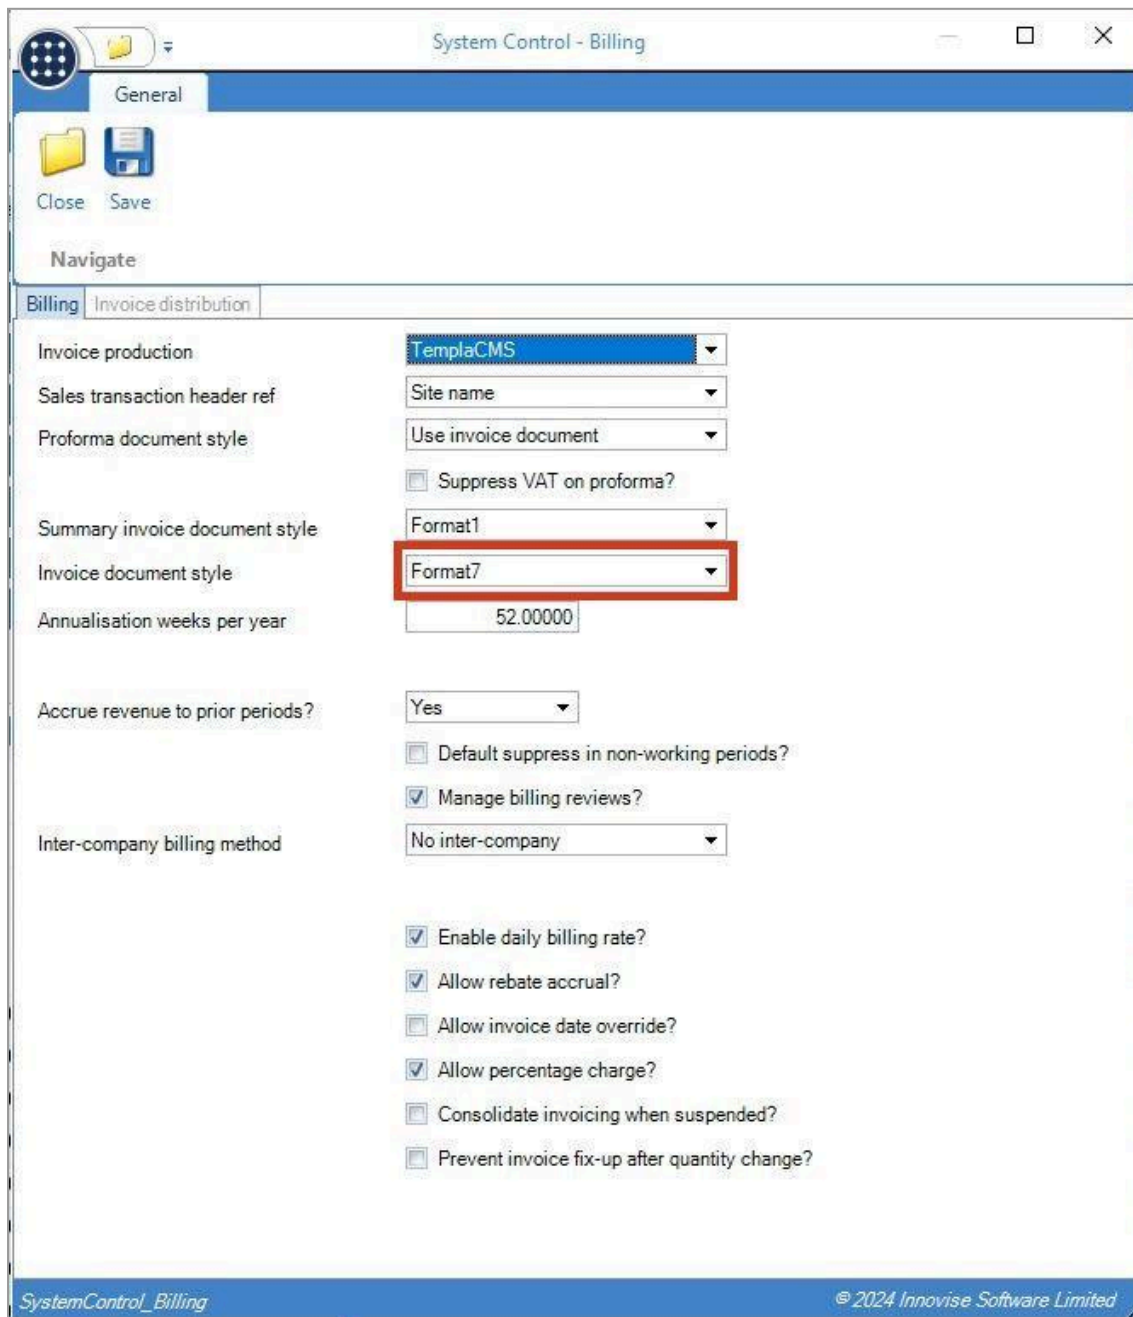 System Control - Billing
General
Close Save
Navigate
Billing Invoice distribution
Invoice production TemplaCMS
Sales transaction header ref Site name
Proforma document style Use invoice document
Suppress VAT on proforma?
Summary invoice document style Format1
Invoice document style Format7
Annualisation weeks per year 52.00000
Accrue revenue to prior periods? Yes
Default suppress in non-working periods?
Manage billing reviews?
Inter-company billing method No inter-company
Enable daily billing rate?
Allow rebate accrual?
Allow invoice date override?
Allow percentage charge?
Consolidate invoicing when suspended?
Prevent invoice fix-up after quantity change?
SystemControl_Billing © 2024 Innovise Software Limited